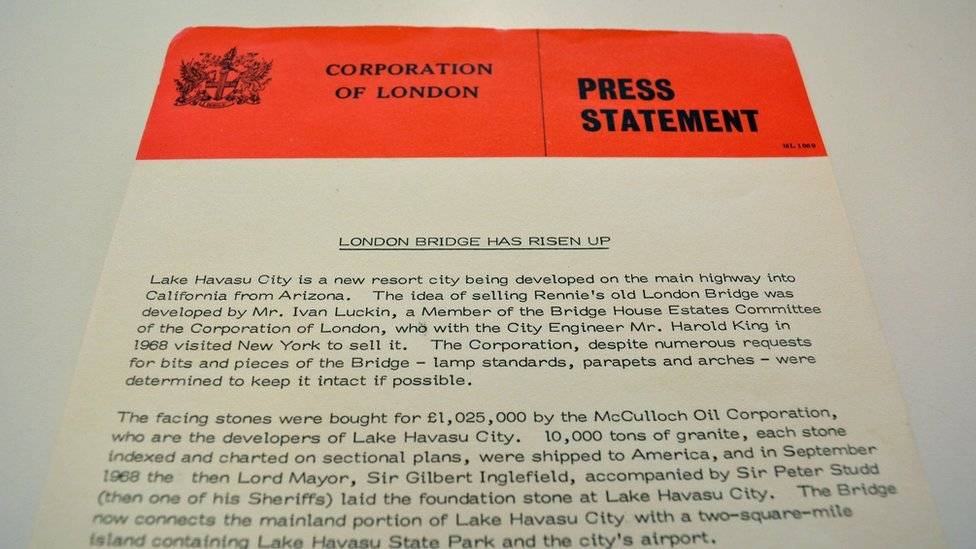 CORPORATION
OF LONDON
PRESS
STATEMENT
LONDON BRIDGE HAS RISEN UP
Lake Havasu City is a new resort city being developed on the main highway into
California from Arizona. The idea of selling Rennie's old London Bridge was
developed by Mr. Ivan Luckin, a Member of the Bridge House Estates Committee
of the Corporation of London, who with the City Engineer Mr. Harold King in
1968 visited New York to sell it. The Corporation, despite numerous requests
for bits and pieces of the Bridge - lamp standards, parapets and arches - were
determined to keep it intact if possible.
The facing stones were bought for £1,025,000 by the McCulloch Oil Corporation,
who are the developers of Lake Havasu City. 10,000 tons of granite, each stone
indexed and charted on sectional plans, were shipped to America, and in September
1968 the then Lord Mayor, Sir Gilbert Inglefield, accompanied by Sir Peter Studd
(then one of his Sheriffs) laid the foundation stone at Lake Havasu City. The Bridge
now connects the mainland portion of Lake Havasu City with a two-square-mile
island containing Lake Havasu State Park and the city's airport.